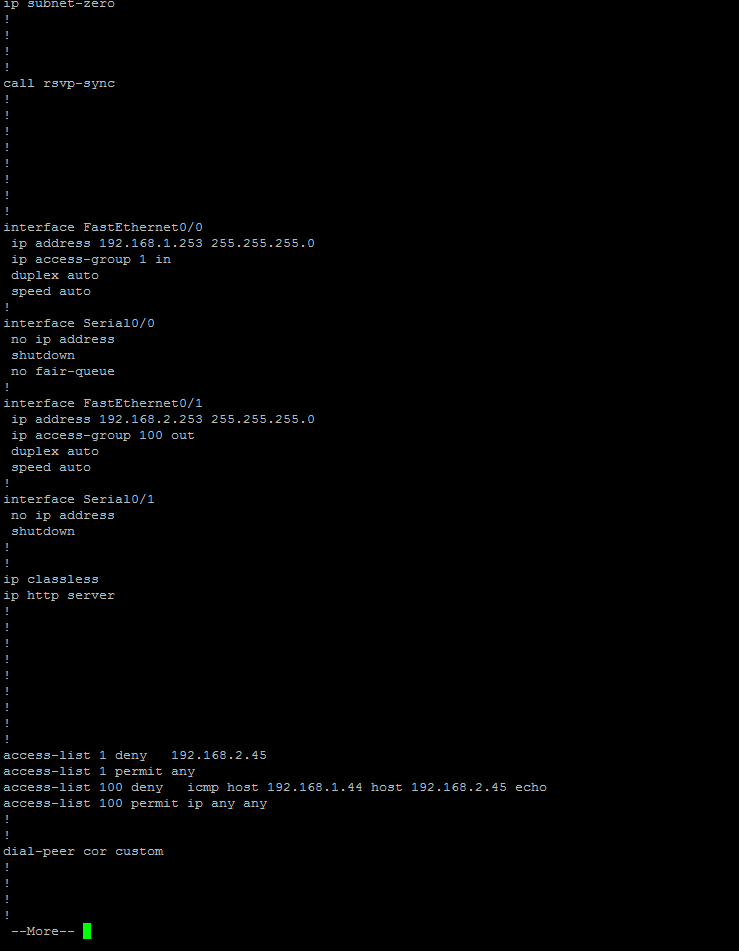 ip subnet-zero
!
!
!
!
call rsvp-sync
!
!
!
!
!
!
!
!
interface FastEthernet0/0
 ip address 192.168.1.253 255.255.255.0
 ip access-group 1 in
 duplex auto
 speed auto
!
interface Serial0/0
 no ip address
 shutdown
 no fair-queue
!
interface FastEthernet0/1
 ip address 192.168.2.253 255.255.255.0
 ip access-group 100 out
 duplex auto
 speed auto
!
interface Serial0/1
 no ip address
 shutdown
!
!
ip classless
ip http server
!
!
!
!
!
!
!
!
!
access-list 1 deny   192.168.2.45
access-list 1 permit any
access-list 100 deny   icmp host 192.168.1.44 host 192.168.2.45 echo
access-list 100 permit ip any any
!
!
dial-peer cor custom
!
!
!
!
 --More--